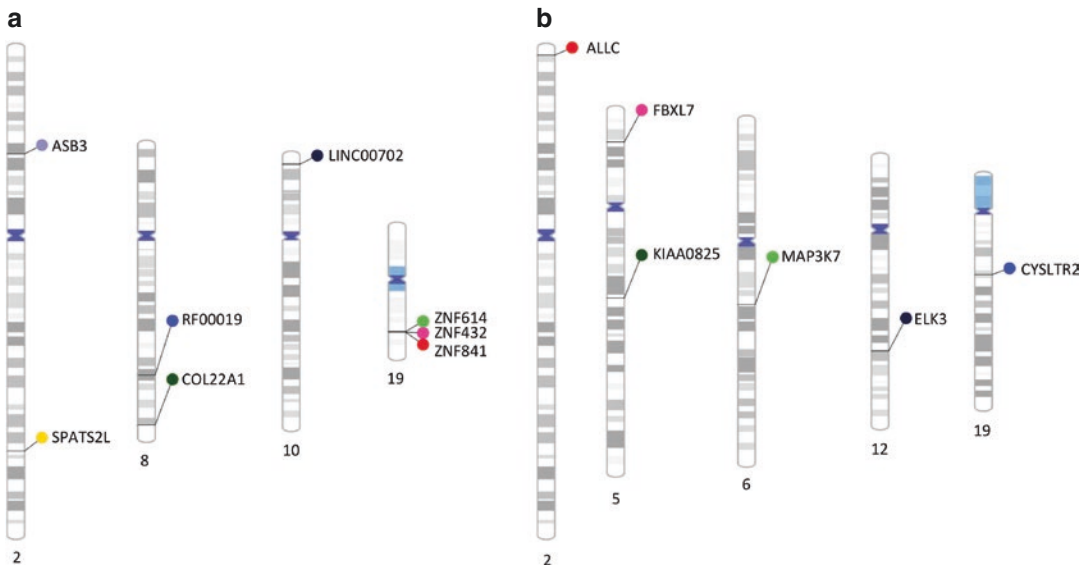 a
ASB3
SPATS2L
2
RF00019
COL22A1
8
LINC00702
10
ZNF614
ZNF432
ZNF841
19
b
ALLC
2
FBXL7
KIAA0825
5
MAP3K7
6
ELK3
12
CYSLTR2
19